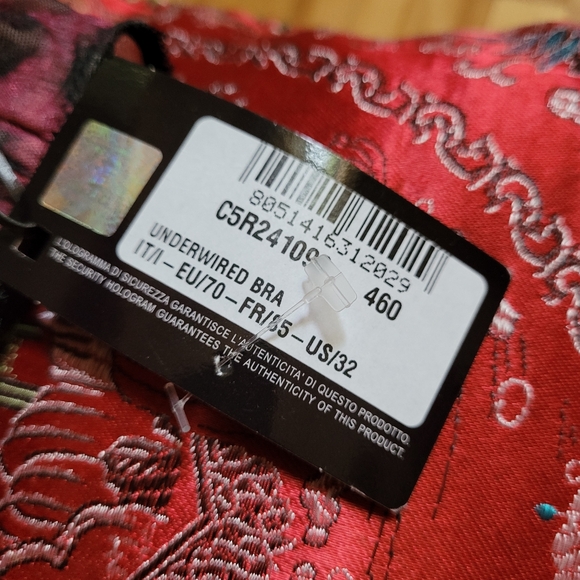 8051416312029
C5R24109 460
UNDERWIRED BRA
IT/I - EU/70 - FR/85 - US/32
L'OLOGRAMMA DI SICUREZZA GARANTISCE L'AUTENTICITA' DI QUESTO PRODOTTO.
THE SECURITY HOLOGRAM GUARANTEES THE AUTHENTICITY OF THIS PRODUCT.